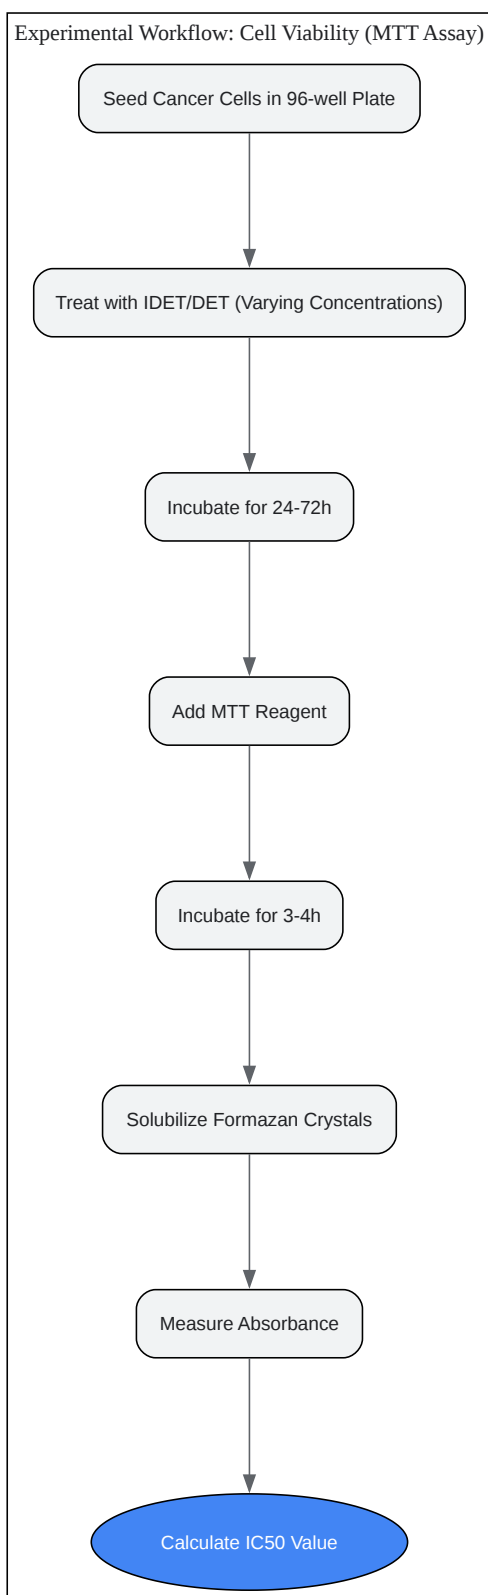 Experimental Workflow: Cell Viability (MTT Assay)
Seed Cancer Cells in 96-well Plate
Treat with IDET/DET (Varying Concentrations)
Incubate for 24-72h
Add MTT Reagent
Incubate for 3-4h
Solubilize Formazan Crystals
Measure Absorbance
Calculate IC50 Value